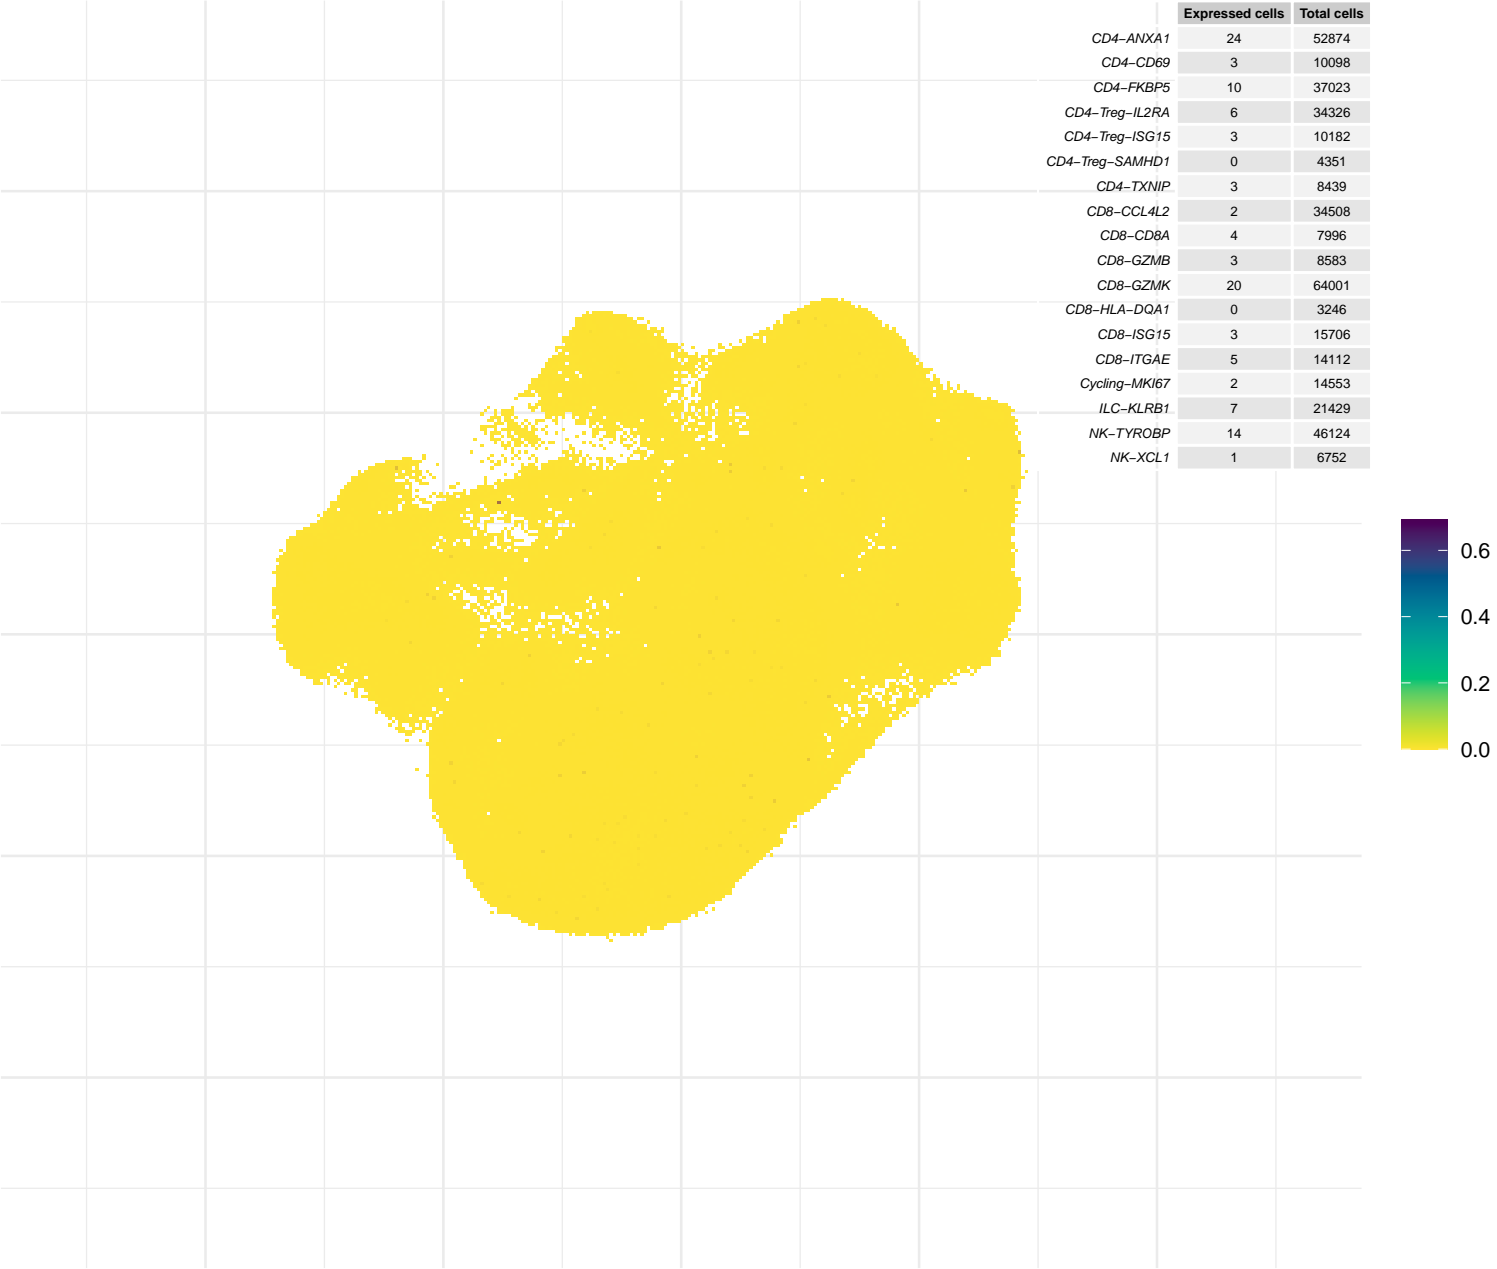 Expressed cells Total cells
CD4−ANXA1 24 52874
CD4−CD69 3 10098
CD4−FKBP5 10 37023
CD4−Treg−IL2RA 6 34326
CD4−Treg−ISG15 3 10182
CD4−Treg−SAMHD1 0 4351
CD4−TXNIP 3 8439
CD8−CCL4L2 2 34508
CD8−CD8A 4 7996
CD8−GZMB 3 8583
CD8−GZMK 20 64001
CD8−HLA−DQA1 0 3246
CD8−ISG15 3 15706
CD8−ITGAE 5 14112
Cycling−MKI67 2 14553
ILC−KLRB1 7 21429
NK−TYROBP 14 46124
NK−XCL1 1 6752
0.6
0.4
0.2
0.0